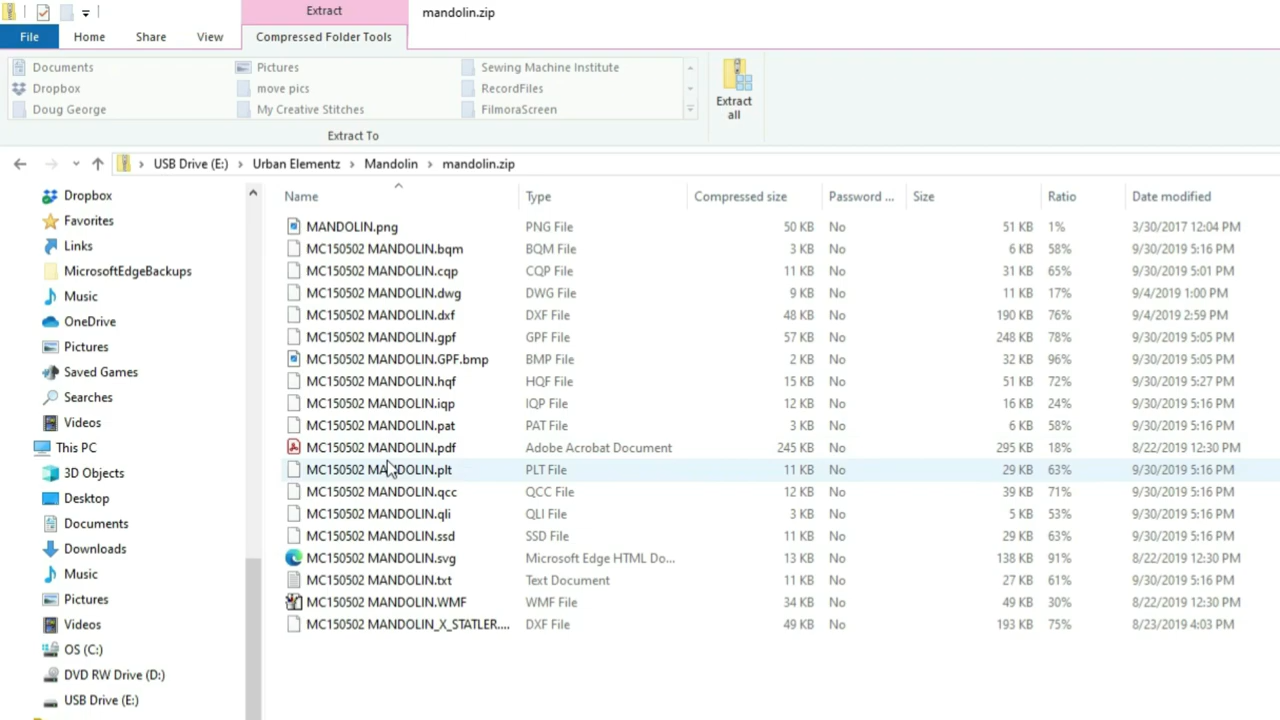 Extract
mandolin.zip
File Home Share View Compressed Folder Tools
Documents Pictures Sewing Machine Institute
Dropbox move pics RecordFiles
Doug George My Creative Stitches FilmoraScreen
Extract all
Extract To
USB Drive (E:) › Urban Elementz › Mandolin › mandolin.zip
Dropbox
Favorites
Links
MicrosoftEdgeBackups
Music
OneDrive
Pictures
Saved Games
Searches
Videos
This PC
3D Objects
Desktop
Documents
Downloads
Music
Pictures
Videos
OS (C:)
DVD RW Drive (D:)
USB Drive (E:)
Name Type Compressed size Password ... Size Ratio Date modified
MANDOLIN.png PNG File 50 KB No 51 KB 1% 3/30/2017 12:04 PM
MC150502 MANDOLIN.bqm BQM File 3 KB No 6 KB 58% 9/30/2019 5:16 PM
MC150502 MANDOLIN.cqp CQP File 11 KB No 31 KB 65% 9/30/2019 5:01 PM
MC150502 MANDOLIN.dwg DWG File 9 KB No 11 KB 17% 9/4/2019 1:00 PM
MC150502 MANDOLIN.dxf DXF File 48 KB No 190 KB 76% 9/4/2019 2:59 PM
MC150502 MANDOLIN.gpf GPF File 57 KB No 248 KB 78% 9/30/2019 5:05 PM
MC150502 MANDOLIN.GPF.bmp BMP File 2 KB No 32 KB 96% 9/30/2019 5:05 PM
MC150502 MANDOLIN.hqf HQF File 15 KB No 51 KB 72% 9/30/2019 5:27 PM
MC150502 MANDOLIN.iqp IQP File 12 KB No 16 KB 24% 9/30/2019 5:16 PM
MC150502 MANDOLIN.pat PAT File 3 KB No 6 KB 58% 9/30/2019 5:16 PM
MC150502 MANDOLIN.pdf Adobe Acrobat Document 245 KB No 295 KB 18% 8/22/2019 12:30 PM
MC150502 MANDOLIN.plt PLT File 11 KB No 29 KB 63% 9/30/2019 5:16 PM
MC150502 MANDOLIN.qcc QCC File 12 KB No 39 KB 71% 9/30/2019 5:16 PM
MC150502 MANDOLIN.qli QLI File 3 KB No 5 KB 53% 9/30/2019 5:16 PM
MC150502 MANDOLIN.ssd SSD File 11 KB No 29 KB 63% 9/30/2019 5:16 PM
MC150502 MANDOLIN.svg Microsoft Edge HTML Do... 13 KB No 138 KB 91% 8/22/2019 12:30 PM
MC150502 MANDOLIN.txt Text Document 11 KB No 27 KB 61% 9/30/2019 5:16 PM
MC150502 MANDOLIN.WMF WMF File 34 KB No 49 KB 30% 8/22/2019 12:30 PM
MC150502 MANDOLIN_X_STATLER.... DXF File 49 KB No 193 KB 75% 8/23/2019 4:03 PM